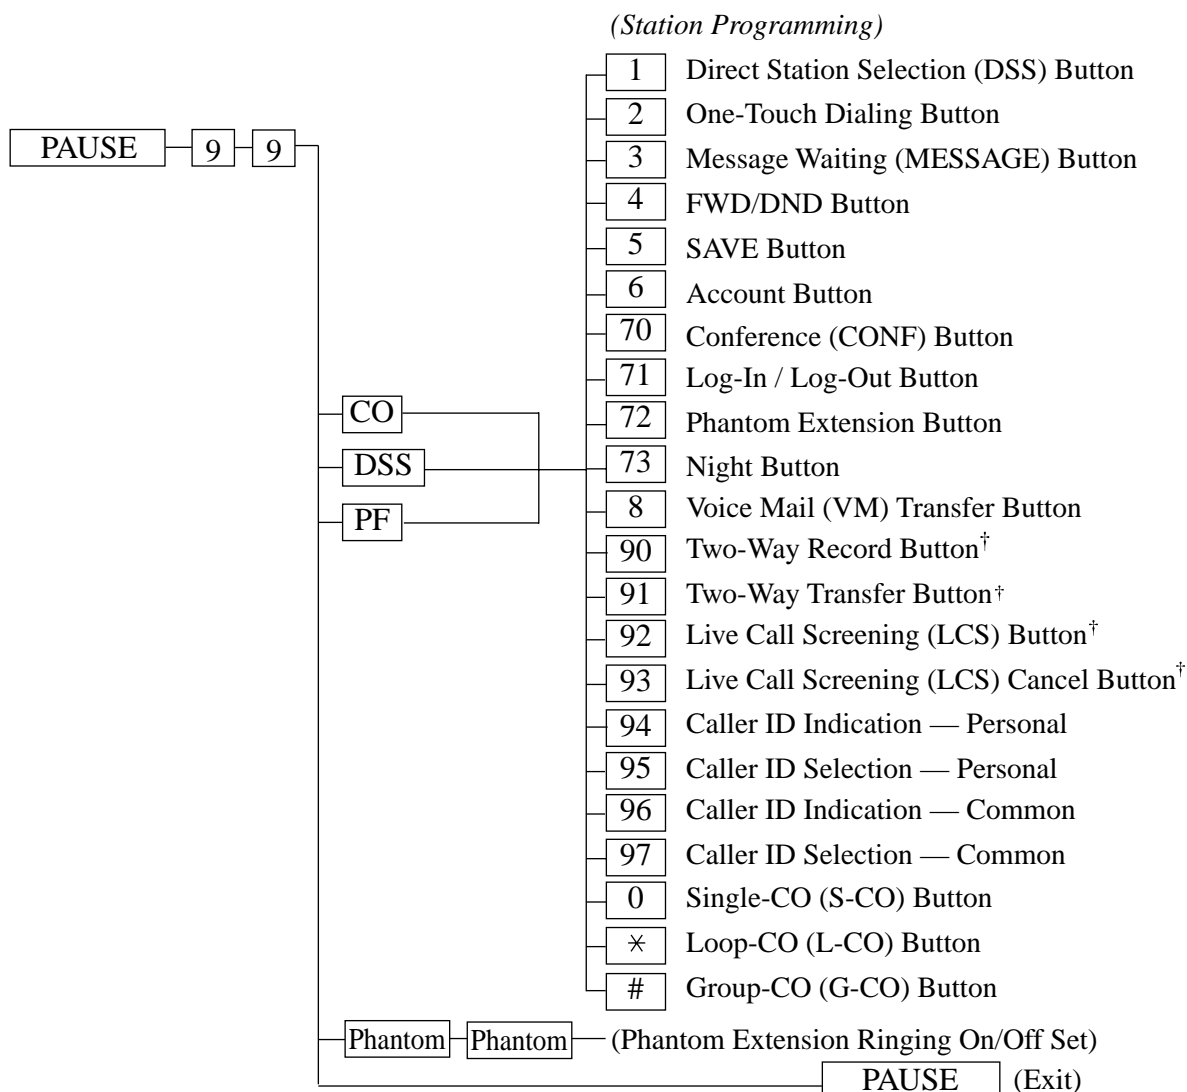 (Station Programming)
1 Direct Station Selection (DSS) Button
2 One-Touch Dialing Button
PAUSE 9 9
3 Message Waiting (MESSAGE) Button
4 FWD/DND Button
5 SAVE Button
6 Account Button
70 Conference (CONF) Button
71 Log-In / Log-Out Button
CO
72 Phantom Extension Button
DSS
73 Night Button
PF
8 Voice Mail (VM) Transfer Button
90 Two-Way Record Button†
91 Two-Way Transfer Button†
92 Live Call Screening (LCS) Button†
93 Live Call Screening (LCS) Cancel Button†
94 Caller ID Indication — Personal
95 Caller ID Selection — Personal
96 Caller ID Indication — Common
97 Caller ID Selection — Common
0 Single-CO (S-CO) Button
* Loop-CO (L-CO) Button
# Group-CO (G-CO) Button
Phantom Phantom (Phantom Extension Ringing On/Off Set)
PAUSE (Exit)